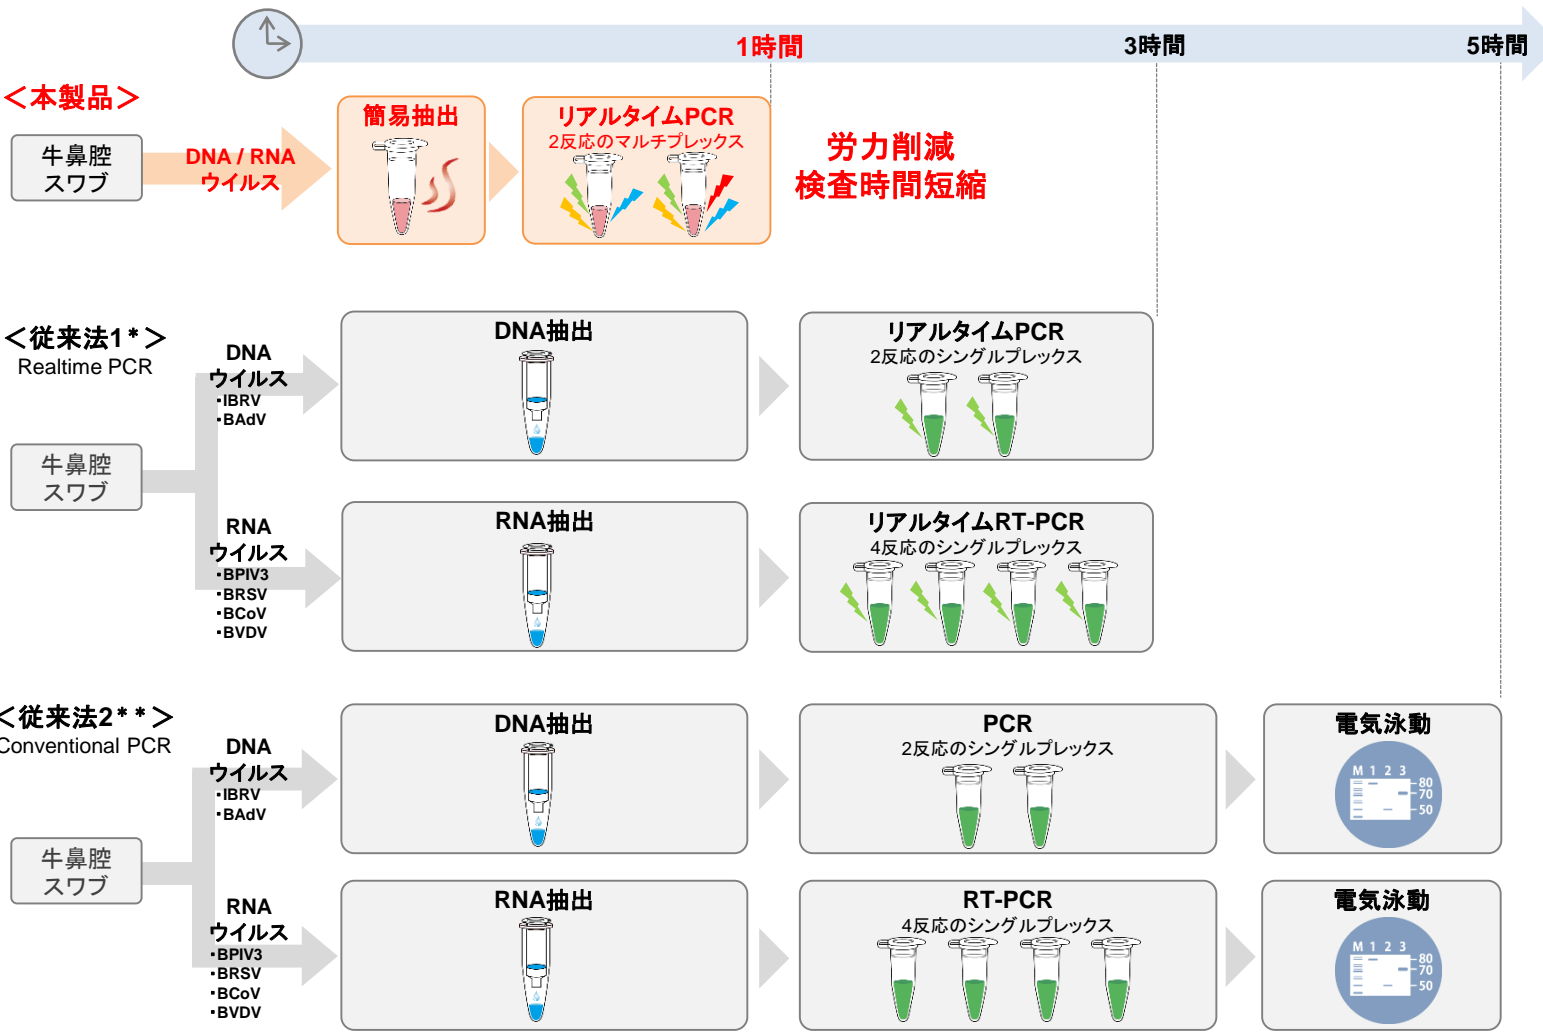 1時間
3時間
5時間
＜本製品＞
牛鼻腔
スワブ
DNA / RNA
ウイルス
簡易抽出
リアルタイムPCR
2反応のマルチプレックス
労力削減
検査時間短縮
＜従来法1*＞
Realtime PCR
牛鼻腔
スワブ
DNA
ウイルス
・IBRV
・BAdV
DNA抽出
リアルタイムPCR
2反応のシングルプレックス
RNA
ウイルス
・BPIV3
・BRSV
・BCoV
・BVDV
RNA抽出
リアルタイムRT-PCR
4反応のシングルプレックス
＜従来法2**＞
Conventional PCR
牛鼻腔
スワブ
DNA
ウイルス
・IBRV
・BAdV
DNA抽出
PCR
2反応のシングルプレックス
電気泳動
M 1 2 3
80
70
50
RNA
ウイルス
・BPIV3
・BRSV
・BCoV
・BVDV
RNA抽出
RT-PCR
4反応のシングルプレックス
電気泳動
M 1 2 3
80
70
50